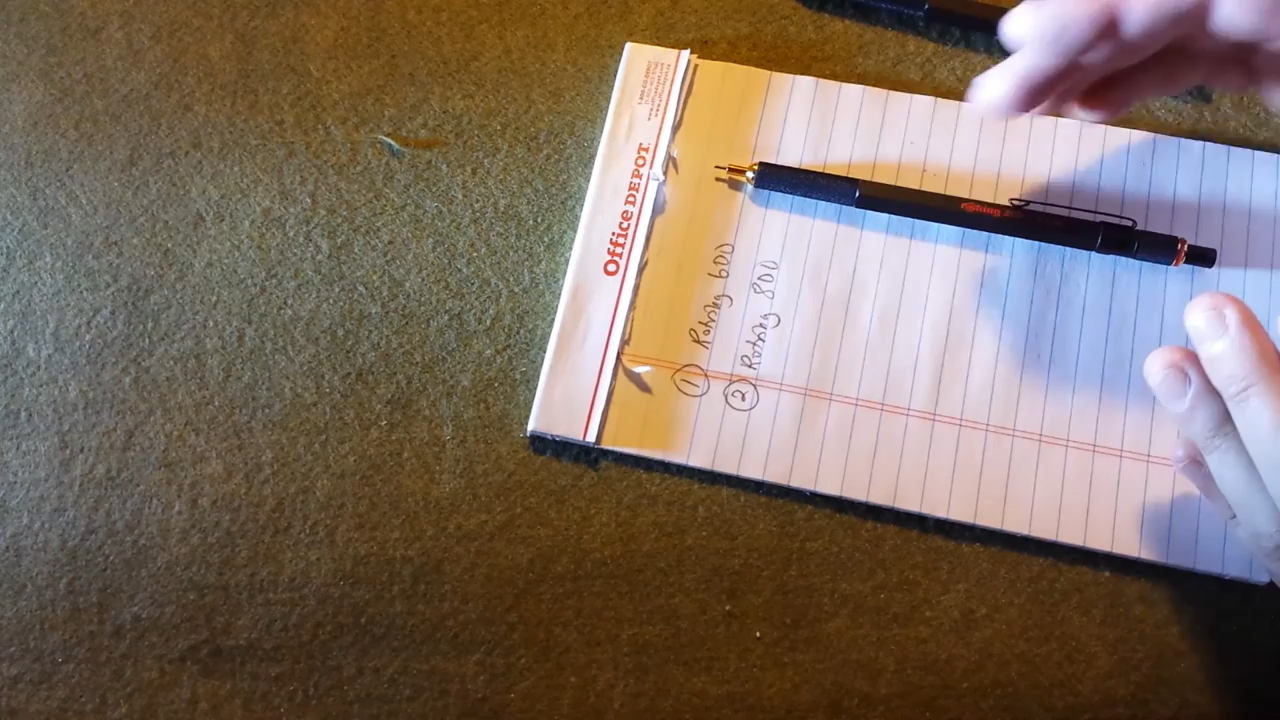 Office DEPOT
① Rotring 600
② Rotring 800
rotring